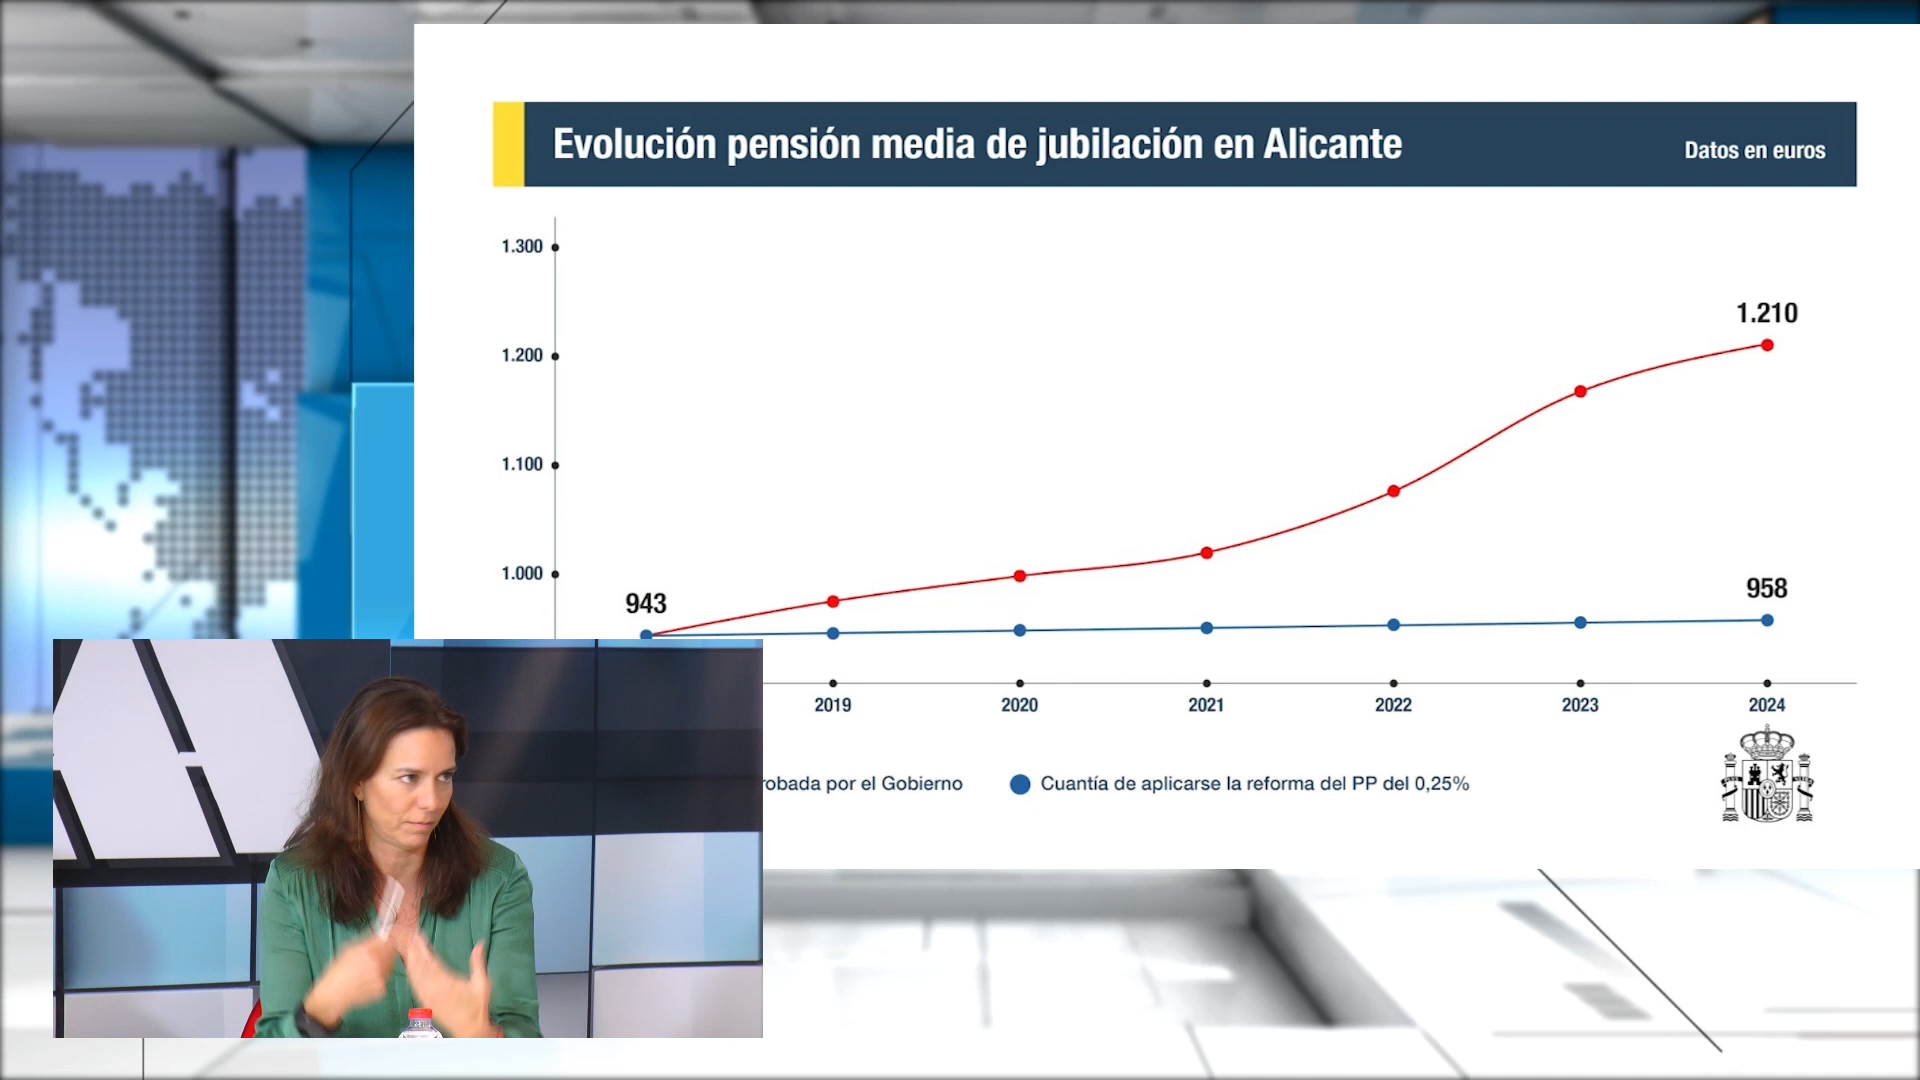 Evolución pensión media de jubilación en Alicante
Datos en euros
1.300
1.200
1.100
1.000
943
1.210
958
2019 2020 2021 2022 2023 2024
por el Gobierno
Cuantía de aplicarse la reforma del PP del 0,25%